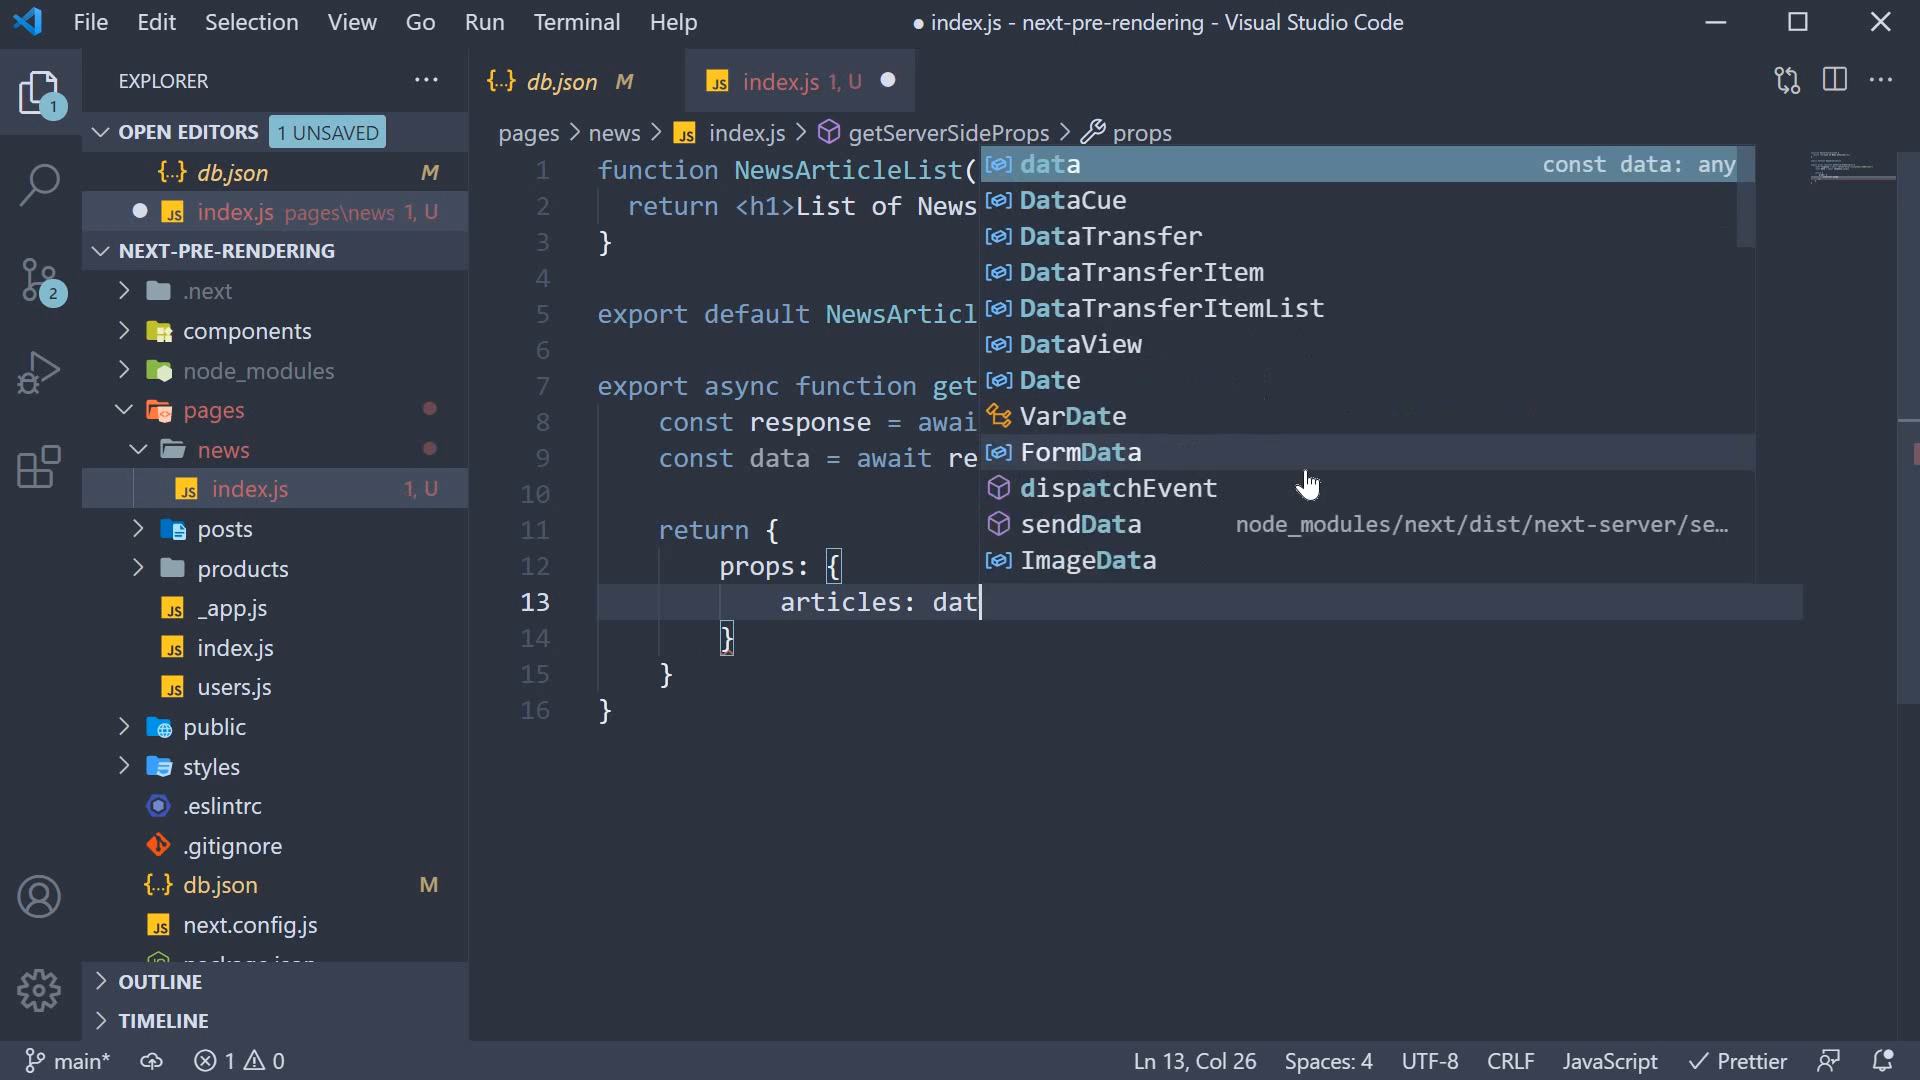 File Edit Selection View Go Run Terminal Help
● index.js - next-pre-rendering - Visual Studio Code
EXPLORER
OPEN EDITORS 1 UNSAVED
db.json M
index.js pages\news 1, U
NEXT-PRE-RENDERING
.next
components
node_modules
pages
news
index.js 1, U
posts
products
_app.js
index.js
users.js
public
styles
.eslintrc
.gitignore
db.json M
next.config.js
OUTLINE
TIMELINE
1
2
{..} db.json M
JS index.js 1, U
pages > news > index.js > getServerSideProps > props
1 function NewsArticleList(
2 return <h1>List of News
3 }
4
5 export default NewsArticl
6
7 export async function get
8 const response = awai
9 const data = await re
10
11 return {
12 props: {
13 articles: dat
14 }
15 }
16 }
data const data: any
DataCue
DataTransfer
DataTransferItem
DataTransferItemList
DataView
Date
VarDate
FormData
dispatchEvent
sendData node_modules/next/dist/next-server/se…
ImageData
main* 1 0
Ln 13, Col 26 Spaces: 4 UTF-8 CRLF JavaScript Prettier